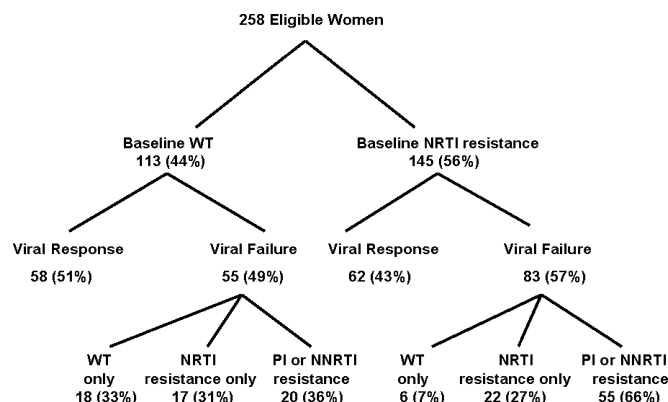 258 Eligible Women
Baseline WT
113 (44%)
Baseline NRTI resistance
145 (56%)
Viral Response
58 (51%)
Viral Failure
55 (49%)
Viral Response
62 (43%)
Viral Failure
83 (57%)
WT
only
18 (33%)
NRTI
resistance only
17 (31%)
PI or NNRTI
resistance
20 (36%)
WT
only
6 (7%)
NRTI
resistance only
22 (27%)
PI or NNRTI
resistance
55 (66%)